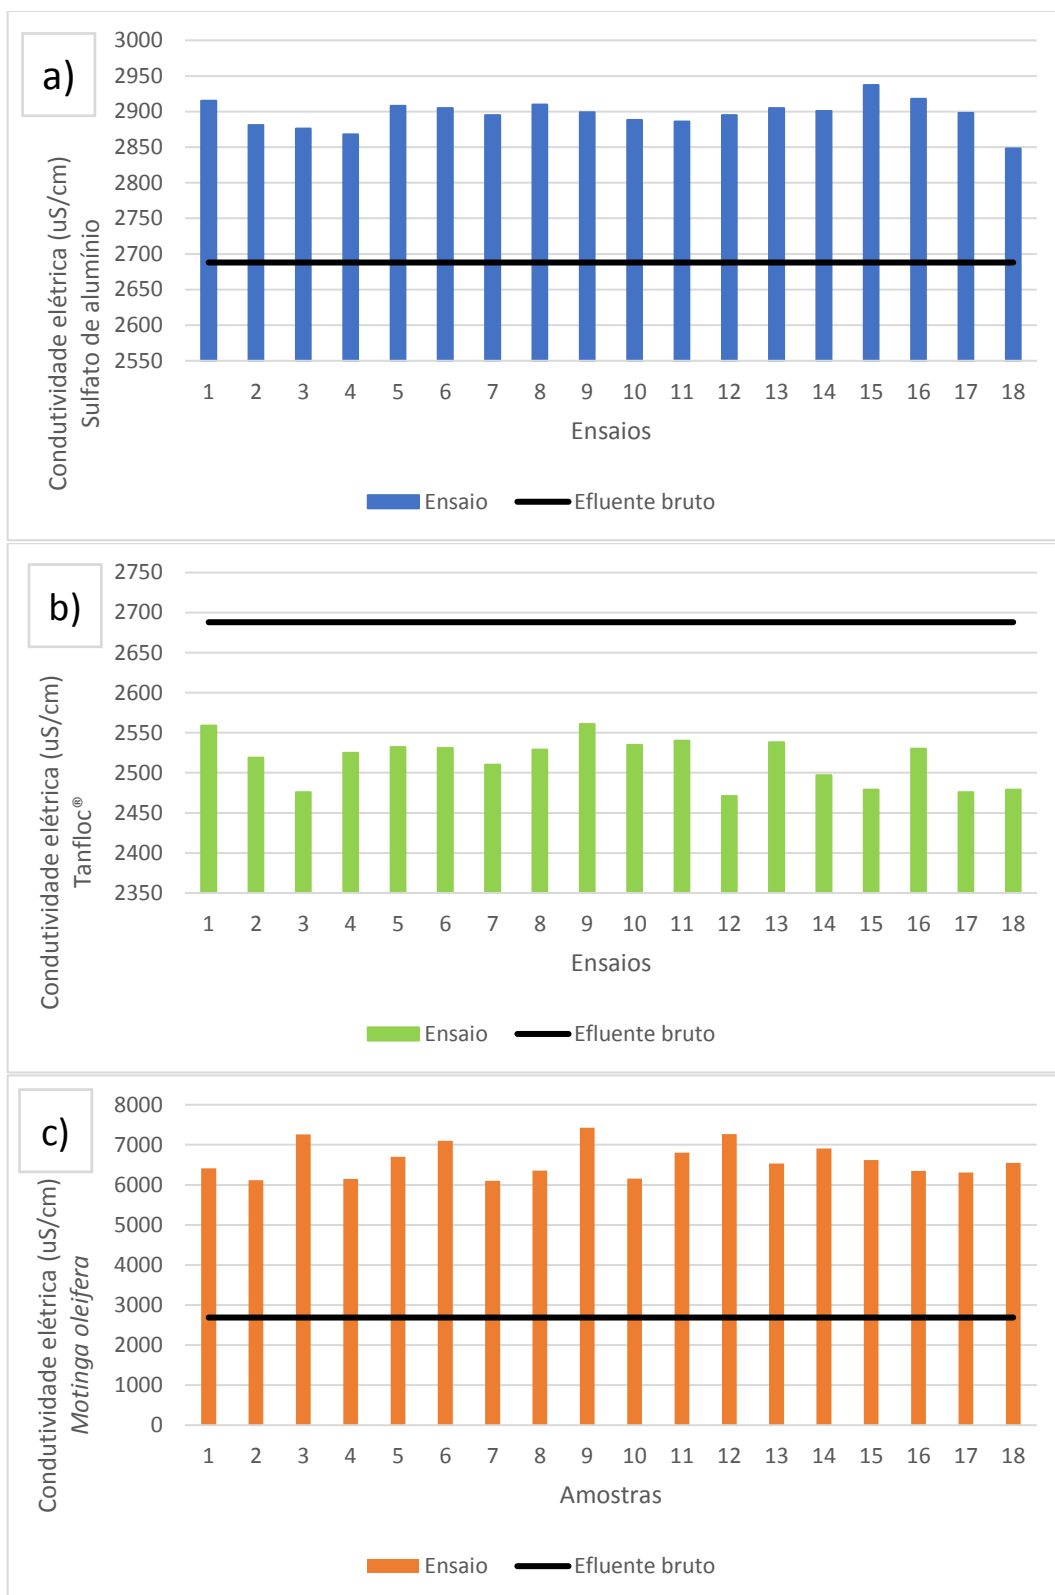 a)
Condutividade elétrica (uS/cm)
Sulfato de alumínio
3000
2950
2900
2850
2800
2750
2700
2650
2600
2550
1 2 3 4 5 6 7 8 9 10 11 12 13 14 15 16 17 18
Ensaios
Ensaio Efluente bruto
b)
Condutividade elétrica (uS/cm)
Tanfloc®
2750
2700
2650
2600
2550
2500
2450
2400
2350
1 2 3 4 5 6 7 8 9 10 11 12 13 14 15 16 17 18
Ensaios
Ensaio Efluente bruto
c)
Condutividade elétrica (uS/cm)
Motinga oleifera
8000
7000
6000
5000
4000
3000
2000
1000
0
1 2 3 4 5 6 7 8 9 10 11 12 13 14 15 16 17 18
Amostras
Ensaio Efluente bruto